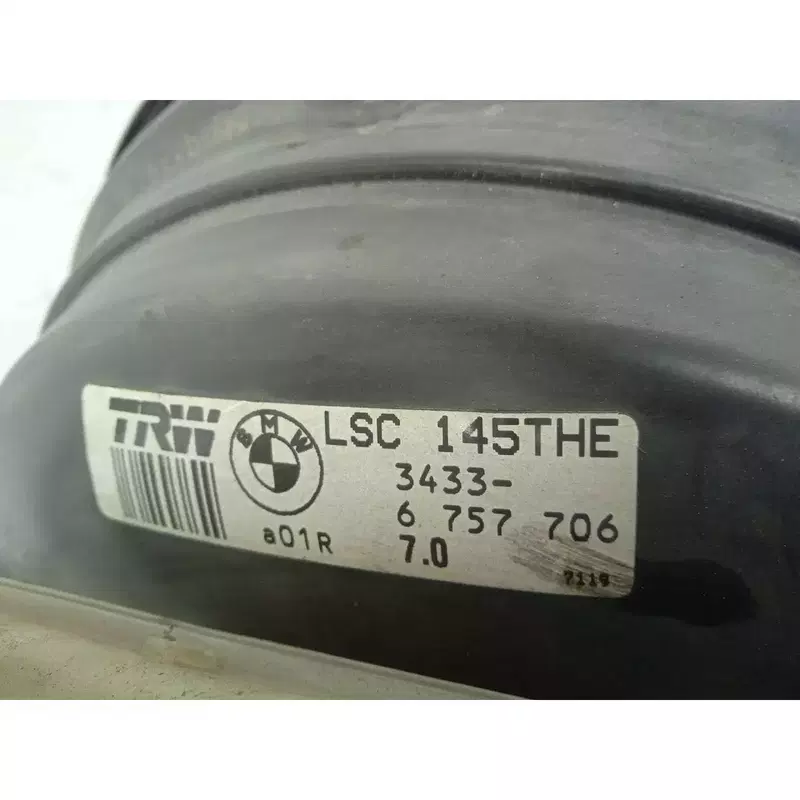 TRW BMW LSC 145THE
3433-
6 757 706
a01R 7.0
7119